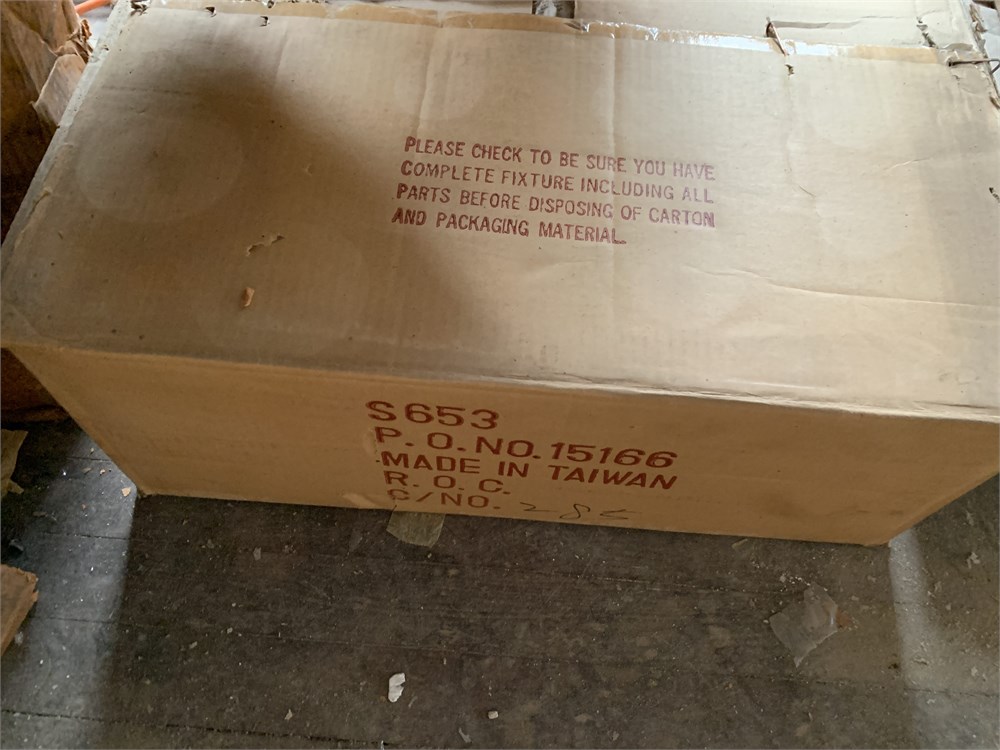 PLEASE CHECK TO BE SURE YOU HAVE
COMPLETE FIXTURE INCLUDING ALL
PARTS BEFORE DISPOSING OF CARTON
AND PACKAGING MATERIAL.
S653
P.O.NO.15166
MADE IN TAIWAN
R.O.C.
C/NO.